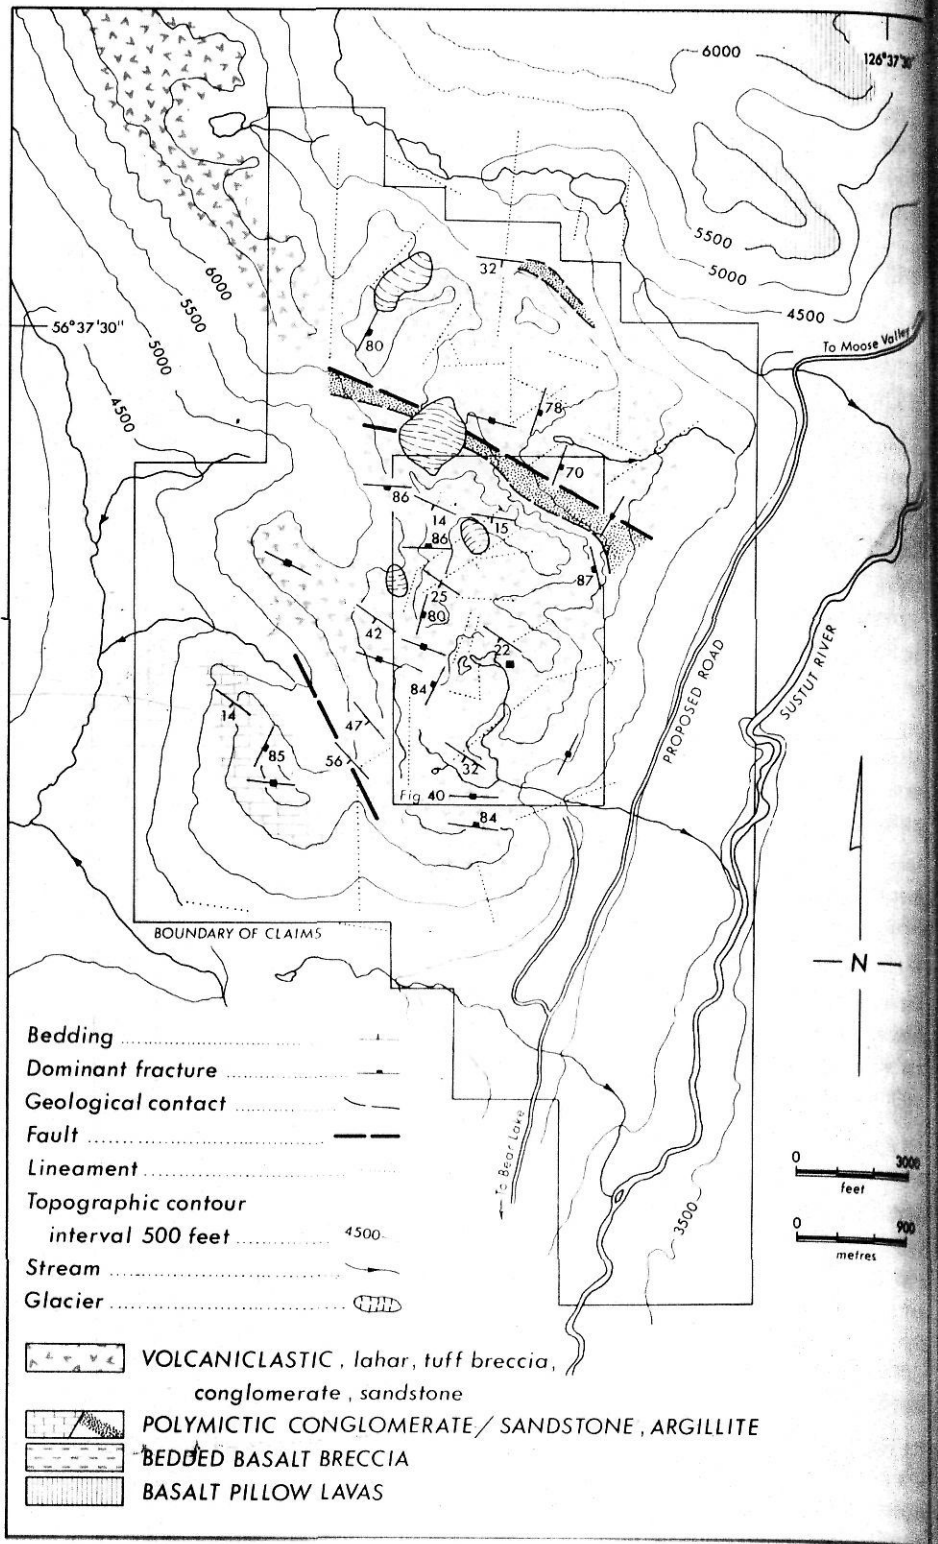 6000
126°37'30"
5500
5000
4500
32
6000
5500
5000
4500
56°37'30"
80
To Moose Valley
78
70
86
14
15
86
87
25
80
42
22
84
14
47
85
56
32
Fig 40
84
PROPOSED ROAD
SUSTUT RIVER
BOUNDARY OF CLAIMS
N
Bedding
Dominant fracture
Geological contact
Fault
Lineament
Topographic contour
interval 500 feet 4500
Stream
Glacier
To Bear Lake
3500
0 3000
feet
0 900
metres
VOLCANICLASTIC, lahar, tuff breccia,
conglomerate, sandstone
POLYMICTIC CONGLOMERATE/SANDSTONE, ARGILLITE
BEDDED BASALT BRECCIA
BASALT PILLOW LAVAS